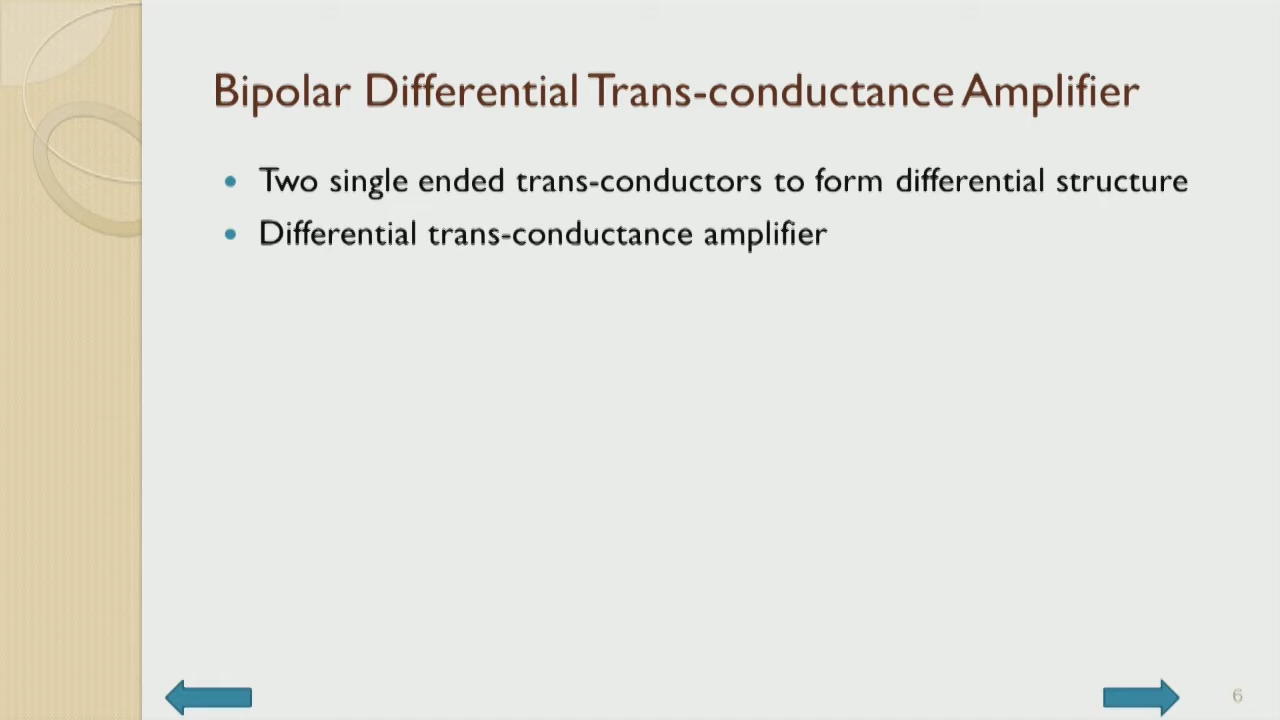 Bipolar Differential Trans-conductance Amplifier
• Two single ended trans-conductors to form differential structure
• Differential trans-conductance amplifier
6